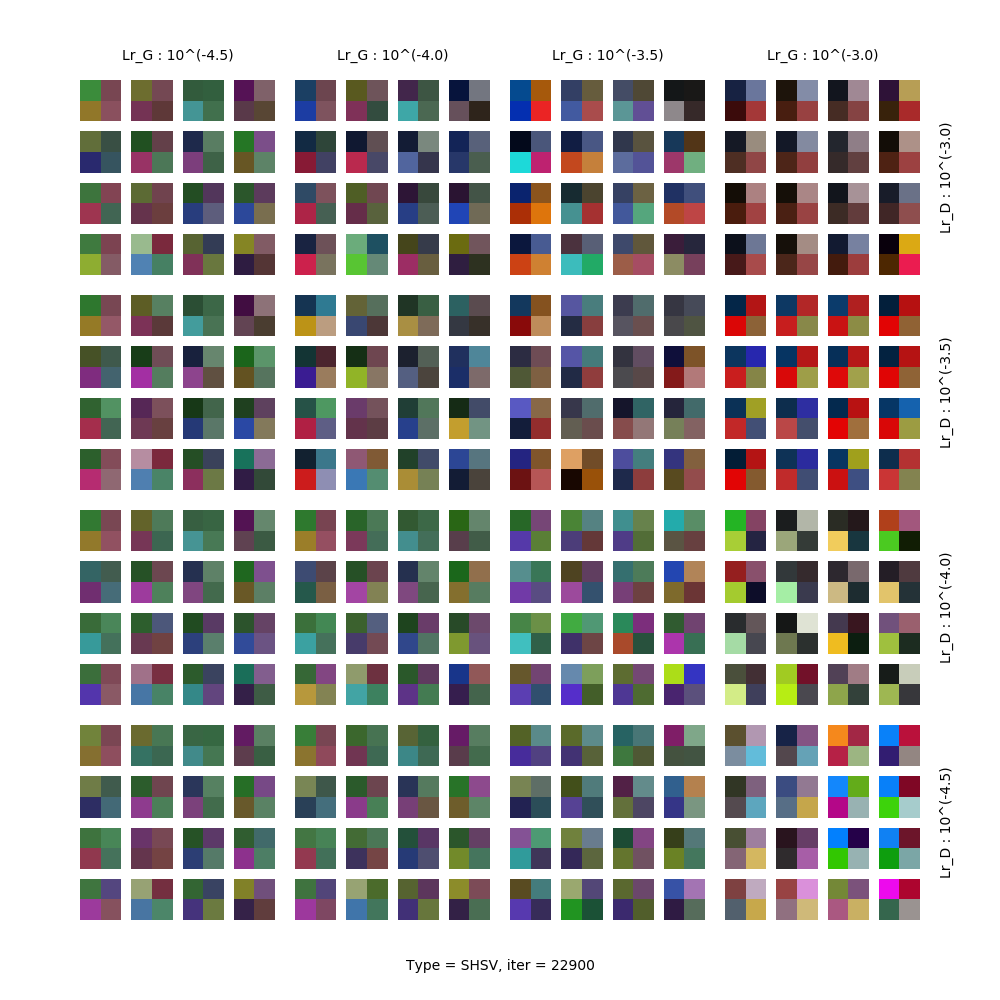 Lr_G : 10^(-4.5)
Lr_G : 10^(-4.0)
Lr_G : 10^(-3.5)
Lr_G : 10^(-3.0)
Lr_D : 10^(-3.0)
Lr_D : 10^(-3.5)
Lr_D : 10^(-4.0)
Lr_D : 10^(-4.5)
Type = SHSV, iter = 22900